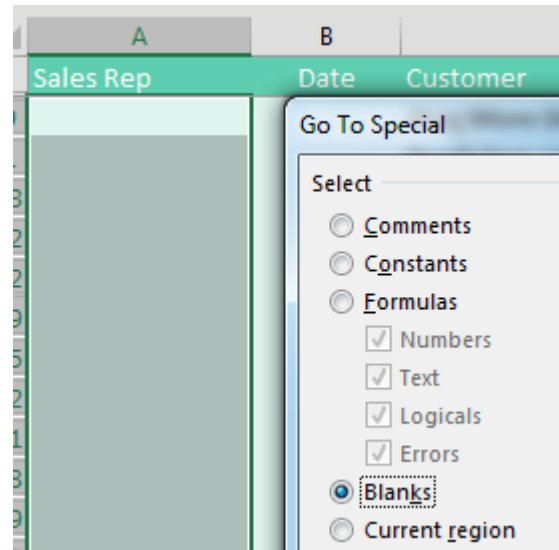 A B
Sales Rep Date Customer
Go To Special
Select
Comments
Constants
Formulas
Numbers
Text
Logicals
Errors
Blanks
Current region